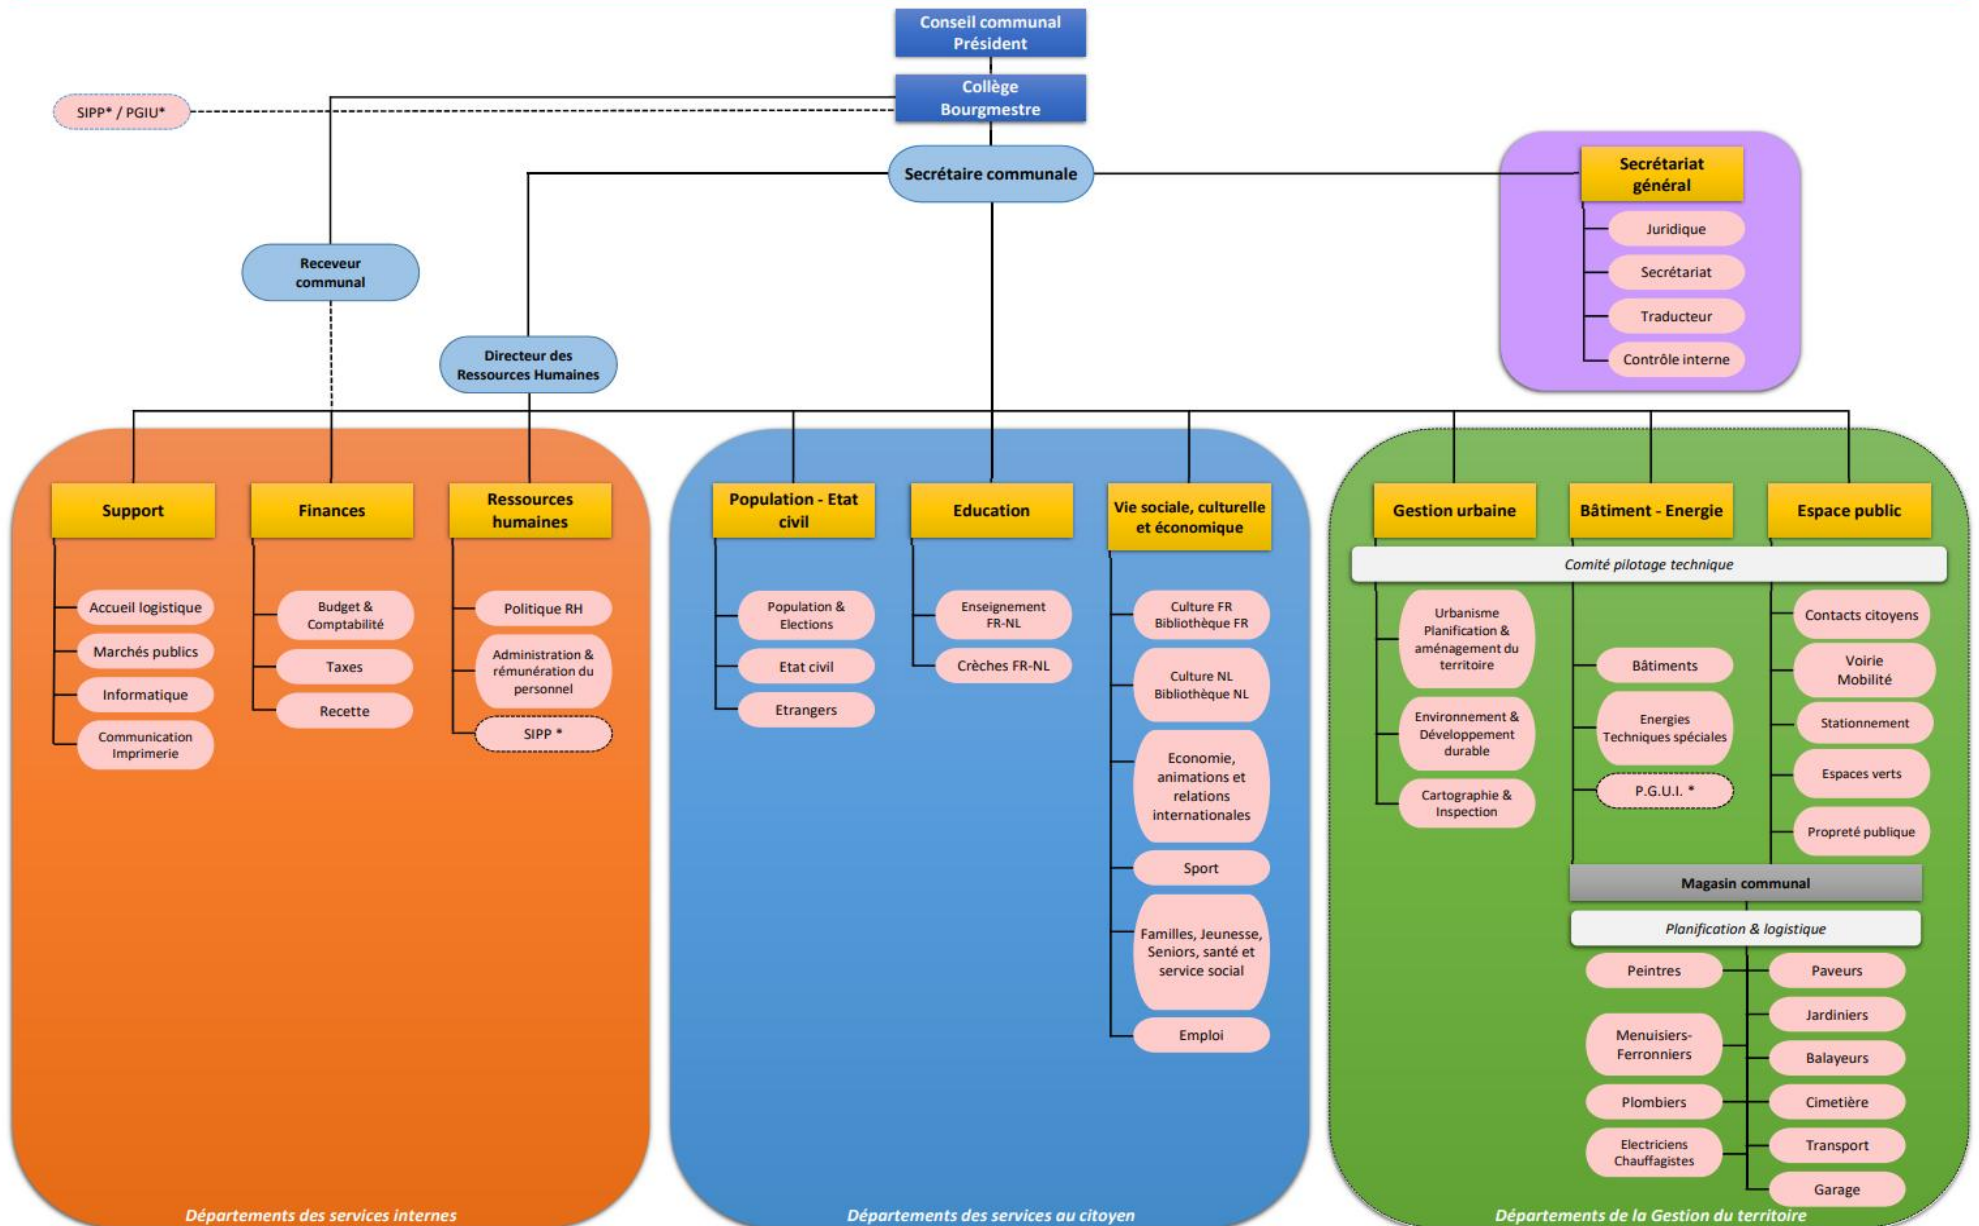 Conseil communal
Président
Collège
Bourgmestre
SIPP* / PGIU*
Secrétaire communale
Secrétariat
général
Juridique
Secrétariat
Traducteur
Contrôle interne
Receveur
communal
Directeur des
Ressources Humaines
Support
Accueil logistique
Marchés publics
Informatique
Communication
Imprimerie
Finances
Budget &
Comptabilité
Taxes
Recette
Ressources
humaines
Politique RH
Administration &
rémunération du
personnel
SIPP *
Départements des services internes
Population - Etat
civil
Population &
Elections
Etat civil
Etrangers
Education
Enseignement
FR-NL
Crèches FR-NL
Vie sociale, culturelle
et économique
Culture FR
Bibliothèque FR
Culture NL
Bibliothèque NL
Economie,
animations et
relations
internationales
Sport
Familles, Jeunesse,
Seniors, santé et
service social
Emploi
Départements des services au citoyen
Gestion urbaine
Bâtiment - Energie
Espace public
Comité pilotage technique
Urbanisme
Planification &
aménagement du
territoire
Environnement &
Développement
durable
Cartographie &
Inspection
Bâtiments
Energies
Techniques spéciales
P.G.U.I. *
Contacts citoyens
Voirie
Mobilité
Stationnement
Espaces verts
Propreté publique
Magasin communal
Planification & logistique
Peintres
Menuisiers-
Ferronniers
Plombiers
Electriciens
Chauffagistes
Paveurs
Jardiniers
Balayeurs
Cimetière
Transport
Garage
Départements de la Gestion du territoire